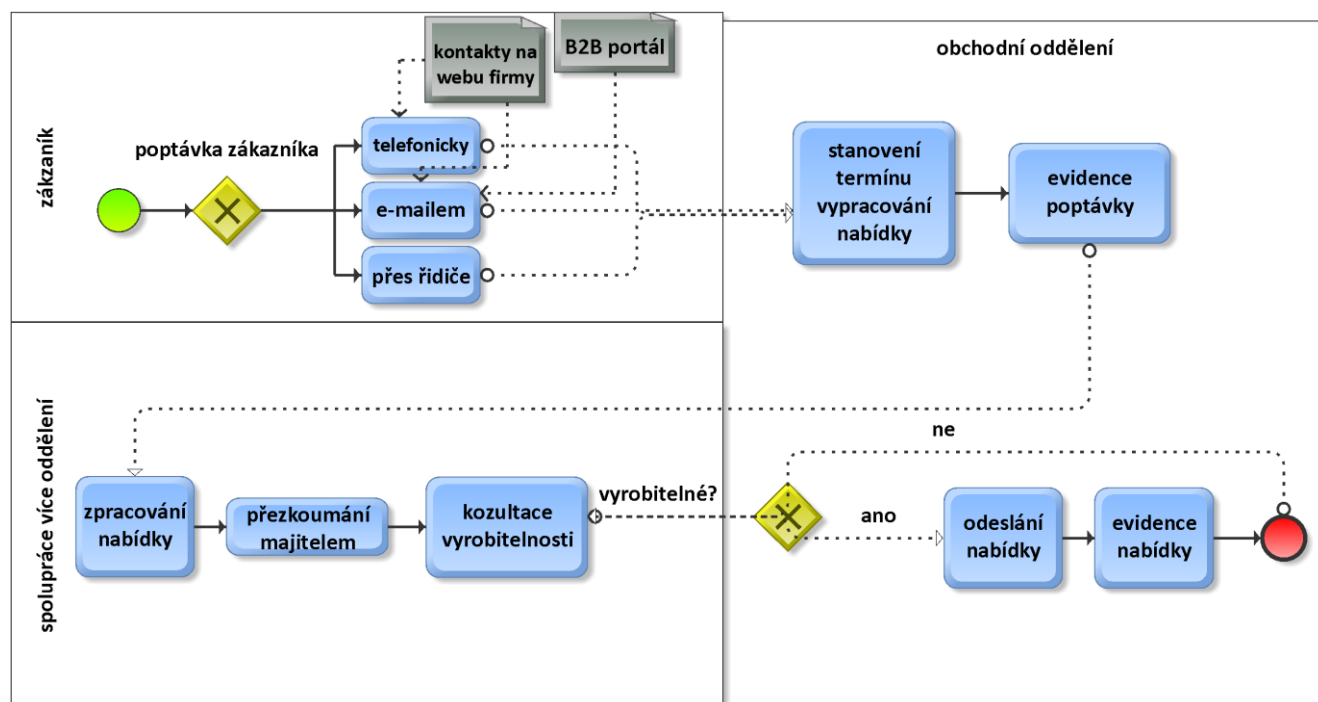 zákzaník
poptávka zákazníka
kontakty na
webu firmy
B2B portál
telefonicky
e-mailem
přes řidiče
obchodní oddělení
stanovení
termínu
vypracování
nabídky
evidence
poptávky
spolupráce více oddělení
zpracování
nabídky
přezkoumání
majitelem
kozultace
vyrobitelnosti
vyrobitelné?
ne
ano
odeslání
nabídky
evidence
nabídky